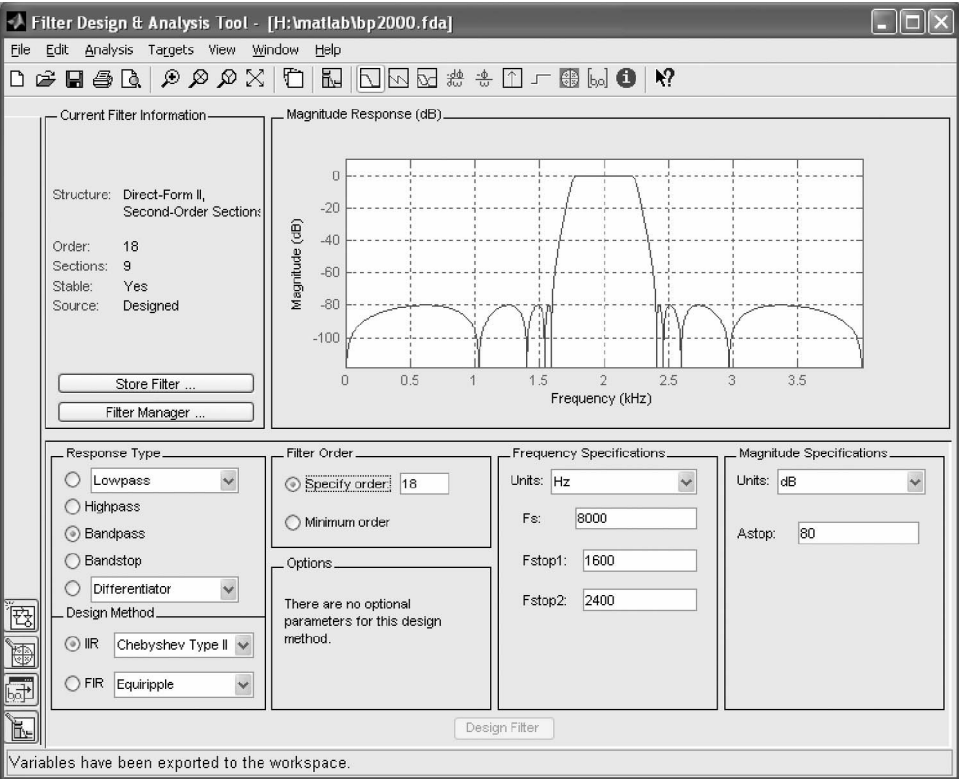 Filter Design & Analysis Tool - [H:\matlab\bp2000.fda]
File Edit Analysis Targets View Window Help
Current Filter Information
Structure: Direct-Form II,
Second-Order Sections
Order: 18
Sections: 9
Stable: Yes
Source: Designed
Store Filter ...
Filter Manager ...
Magnitude Response (dB)
Magnitude (dB)
0
-20
-40
-60
-80
-100
0 0.5 1 1.5 2 2.5 3 3.5
Frequency (kHz)
Response Type
Lowpass
Highpass
Bandpass
Bandstop
Differentiator
Design Method
IIR Chebyshev Type II
FIR Equiripple
Filter Order
Specify order: 18
Minimum order
Options
There are no optional
parameters for this design
method.
Frequency Specifications
Units: Hz
Fs: 8000
Fstop1: 1600
Fstop2: 2400
Magnitude Specifications
Units: dB
Astop: 80
Design Filter
Variables have been exported to the workspace.